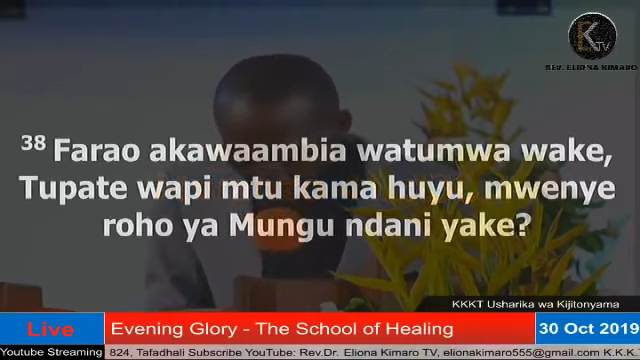 K
TV
REV. ELIONA KIMARO
38 Farao akawaambia watumwa wake,
Tupate wapi mtu kama huyu, mwenye
roho ya Mungu ndani yake?
KKKT Usharika wa Kijitonyama
Live
Evening Glory - The School of Healing
30 Oct 2019
Youtube Streaming
824, Tafadhali Subscribe YouTube: Rev.Dr. Eliona Kimaro TV, elionakimaro555@gmail.com K.K.K.